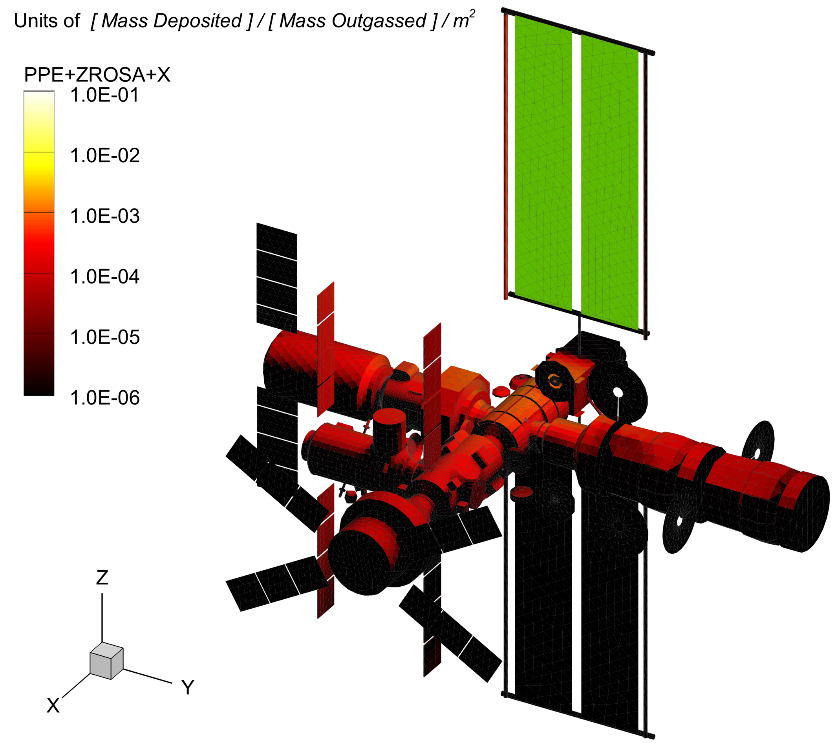 Units of [ Mass Deposited ] / [ Mass Outgassed ] / m²
PPE+ZROSA+X
1.0E-01
1.0E-02
1.0E-03
1.0E-04
1.0E-05
1.0E-06
Z
Y
X